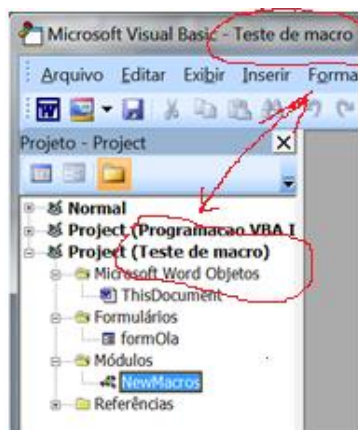 Microsoft Visual Basic - Teste de macro
Arquivo Editar Exibir Inserir Forma
Projeto - Project
Normal
Project (Programacao VBA I
Project (Teste de macro)
Microsoft Word Objetos
ThisDocument
Formulários
formOla
Módulos
NewMacros
Referências